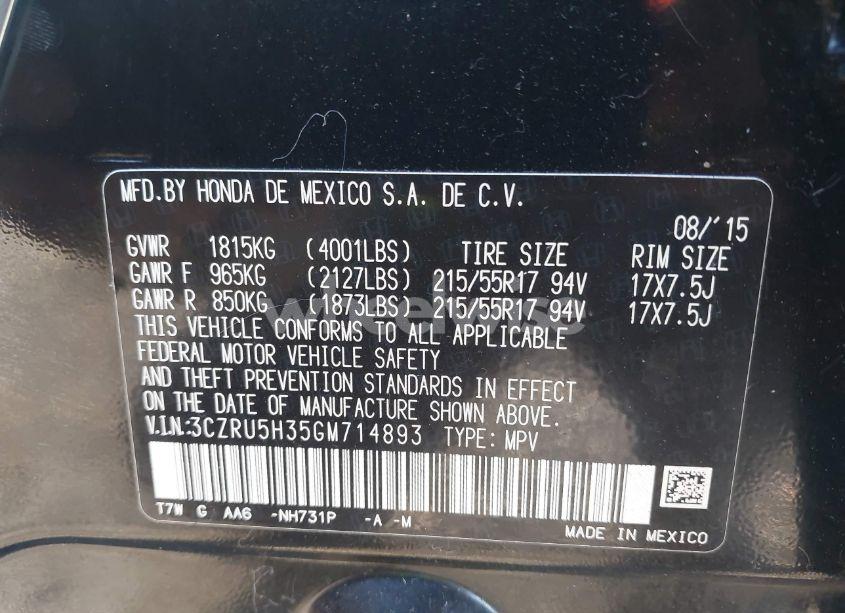 MFD.BY HONDA DE MEXICO S.A. DE C.V.
08/'15
GVWR 1815KG (4001LBS) TIRE SIZE RIM SIZE
GAWR F 965KG (2127LBS) 215/55R17 94V 17X7.5J
GAWR R 850KG (1873LBS) 215/55R17 94V 17X7.5J
THIS VEHICLE CONFORMS TO ALL APPLICABLE
FEDERAL MOTOR VEHICLE SAFETY
AND THEFT PREVENTION STANDARDS IN EFFECT
ON THE DATE OF MANUFACTURE SHOWN ABOVE.
V.I.N:3CZRU5H35GM714893 TYPE: MPV
T7W G AA6 -NH731P -A -M
MADE IN MEXICO